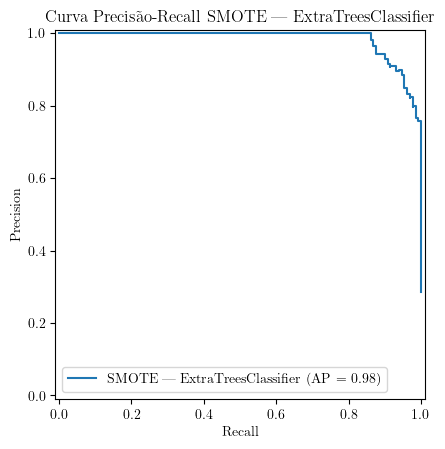 Curva Precisão-Recall SMOTE — ExtraTreesClassifier
1.0
0.8
0.6
0.4
0.2
0.0
Precision
SMOTE — ExtraTreesClassifier (AP = 0.98)
0.0 0.2 0.4 0.6 0.8 1.0
Recall